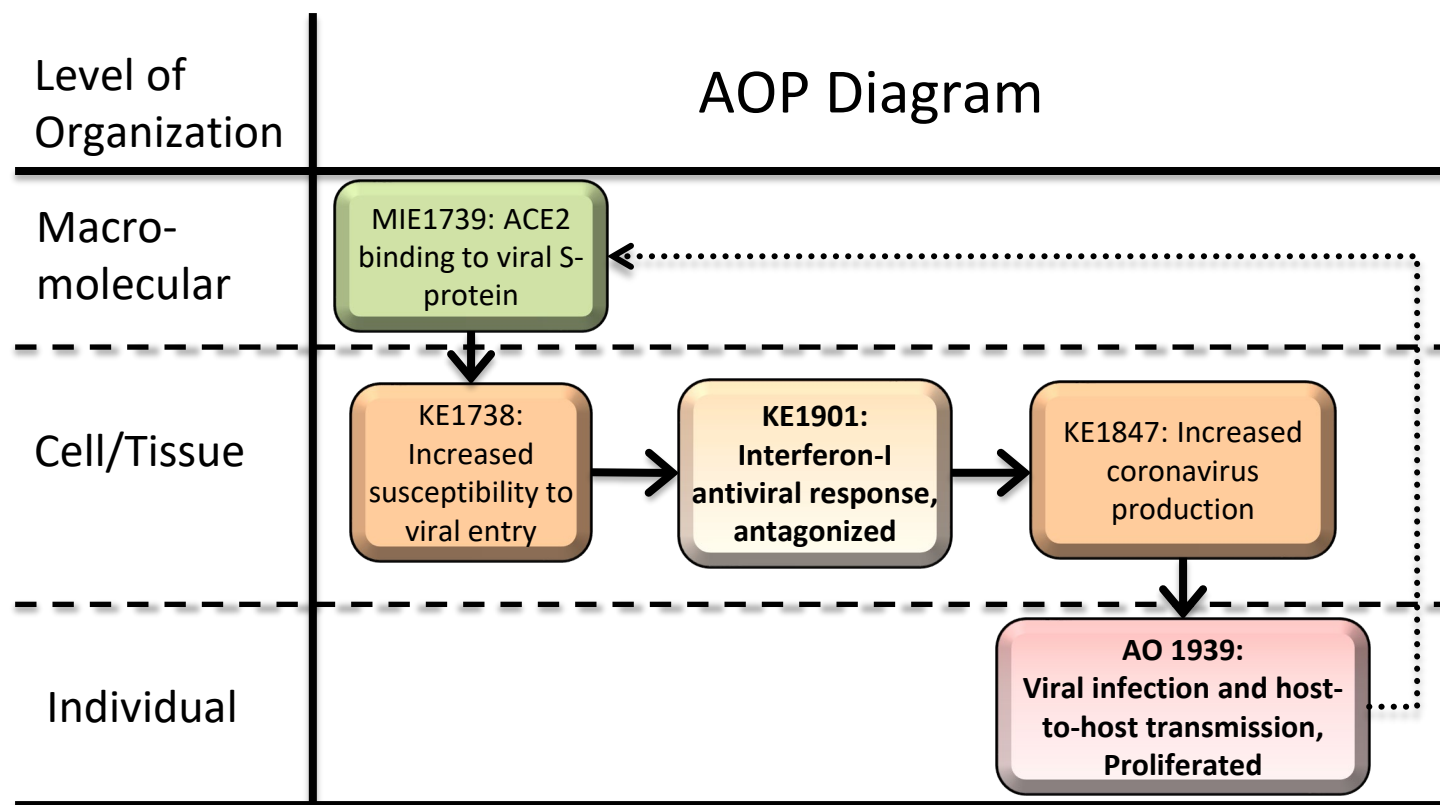 Level of
Organization
AOP Diagram
Macro-
molecular
MIE1739: ACE2
binding to viral S-
protein
Cell/Tissue
KE1738:
Increased
susceptibility to
viral entry
KE1901:
Interferon-I
antiviral response,
antagonized
KE1847: Increased
coronavirus
production
Individual
AO 1939:
Viral infection and host-
to-host transmission,
Proliferated